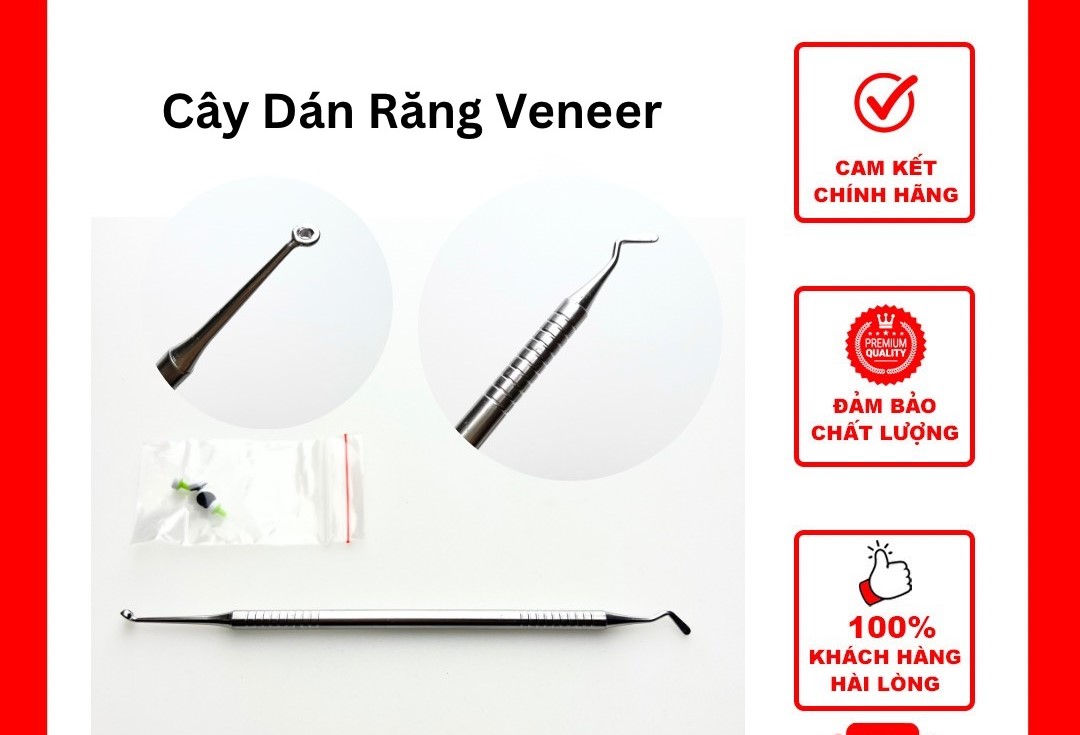 Cây Dán Răng Veneer
CAM KẾT
CHÍNH HÃNG
PREMIUM
QUALITY
ĐẢM BẢO
CHẤT LƯỢNG
100%
KHÁCH HÀNG
HÀI LÒNG